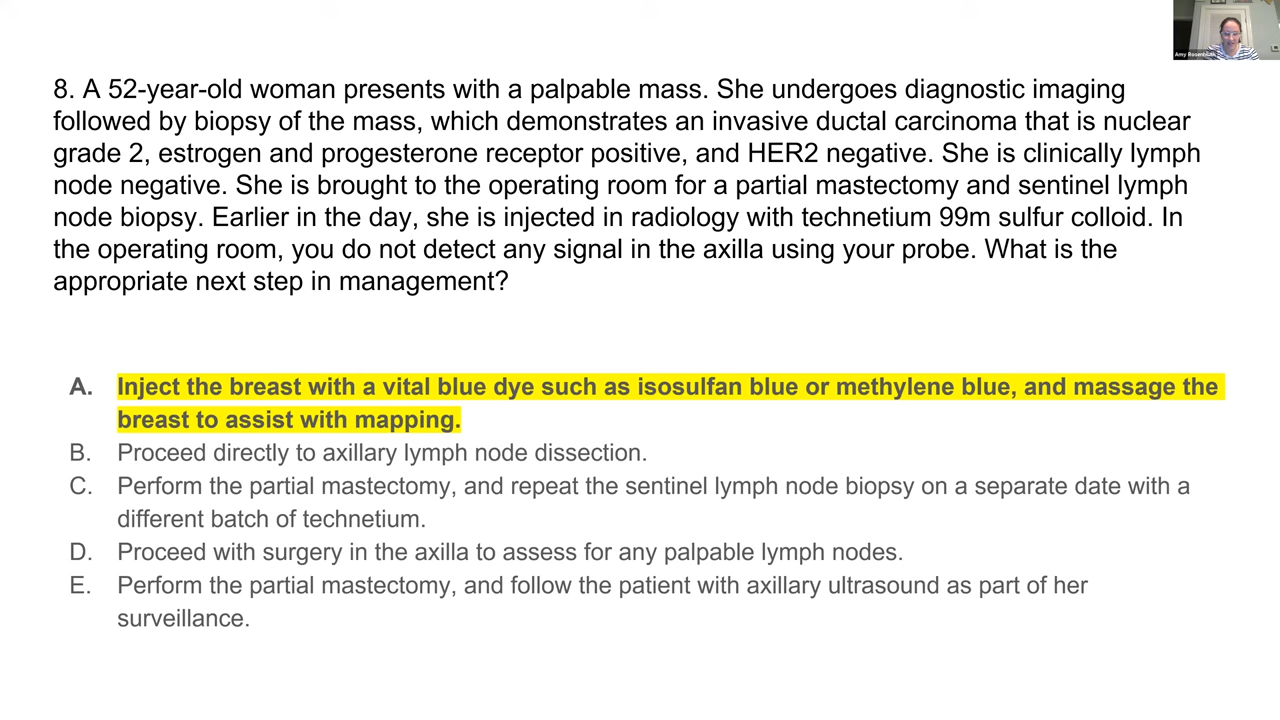 8. A 52-year-old woman presents with a palpable mass. She undergoes diagnostic imaging
followed by biopsy of the mass, which demonstrates an invasive ductal carcinoma that is nuclear
grade 2, estrogen and progesterone receptor positive, and HER2 negative. She is clinically lymph
node negative. She is brought to the operating room for a partial mastectomy and sentinel lymph
node biopsy. Earlier in the day, she is injected in radiology with technetium 99m sulfur colloid. In
the operating room, you do not detect any signal in the axilla using your probe. What is the
appropriate next step in management?
A. Inject the breast with a vital blue dye such as isosulfan blue or methylene blue, and massage the
breast to assist with mapping.
B. Proceed directly to axillary lymph node dissection.
C. Perform the partial mastectomy, and repeat the sentinel lymph node biopsy on a separate date with a
different batch of technetium.
D. Proceed with surgery in the axilla to assess for any palpable lymph nodes.
E. Perform the partial mastectomy, and follow the patient with axillary ultrasound as part of her
surveillance.
Amy